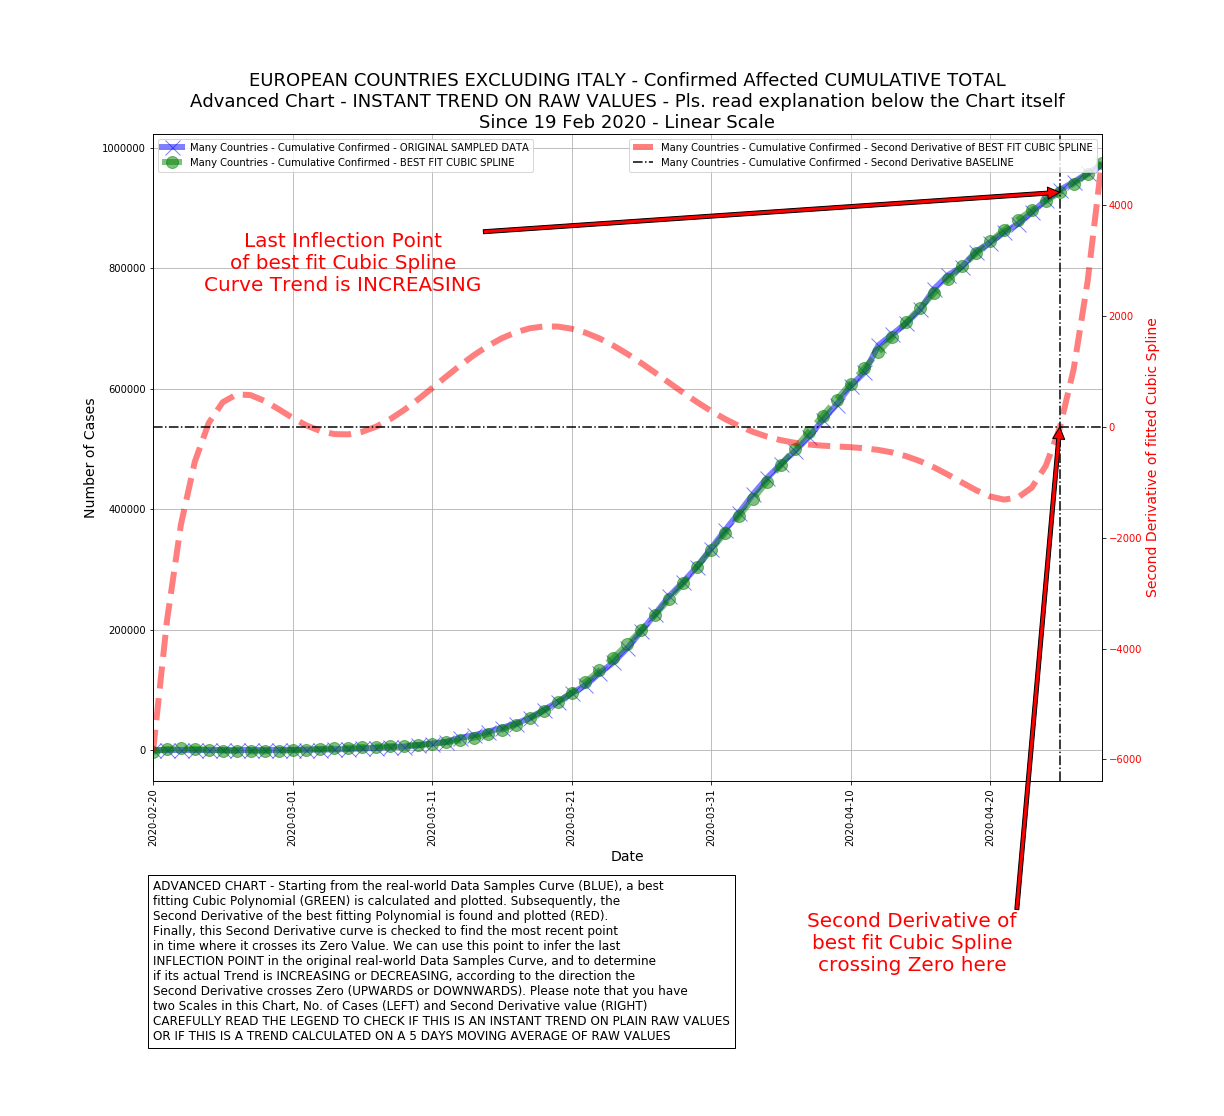 EUROPEAN COUNTRIES EXCLUDING ITALY - Confirmed Affected CUMULATIVE TOTAL
Advanced Chart - INSTANT TREND ON RAW VALUES - Pls. read explanation below the Chart itself
Since 19 Feb 2020 - Linear Scale
Many Countries - Cumulative Confirmed - ORIGINAL SAMPLED DATA
Many Countries - Cumulative Confirmed - BEST FIT CUBIC SPLINE
Many Countries - Cumulative Confirmed - Second Derivative of BEST FIT CUBIC SPLINE
Many Countries - Cumulative Confirmed - Second Derivative BASELINE
Last Inflection Point
of best fit Cubic Spline
Curve Trend is INCREASING
Number of Cases
1000000
800000
600000
400000
200000
0
4000
2000
0
−2000
−4000
−6000
Second Derivative of fitted Cubic Spline
2020-02-20
2020-03-01
2020-03-11
2020-03-21
2020-03-31
2020-04-10
2020-04-20
Date
ADVANCED CHART - Starting from the real-world Data Samples Curve (BLUE), a best
fitting Cubic Polynomial (GREEN) is calculated and plotted. Subsequently, the
Second Derivative of the best fitting Polynomial is found and plotted (RED).
Finally, this Second Derivative curve is checked to find the most recent point
in time where it crosses its Zero Value. We can use this point to infer the last
INFLECTION POINT in the original real-world Data Samples Curve, and to determine
if its actual Trend is INCREASING or DECREASING, according to the direction the
Second Derivative crosses Zero (UPWARDS or DOWNWARDS). Please note that you have
two Scales in this Chart, No. of Cases (LEFT) and Second Derivative value (RIGHT)
CAREFULLY READ THE LEGEND TO CHECK IF THIS IS AN INSTANT TREND ON PLAIN RAW VALUES
OR IF THIS IS A TREND CALCULATED ON A 5 DAYS MOVING AVERAGE OF RAW VALUES
Second Derivative of
best fit Cubic Spline
crossing Zero here